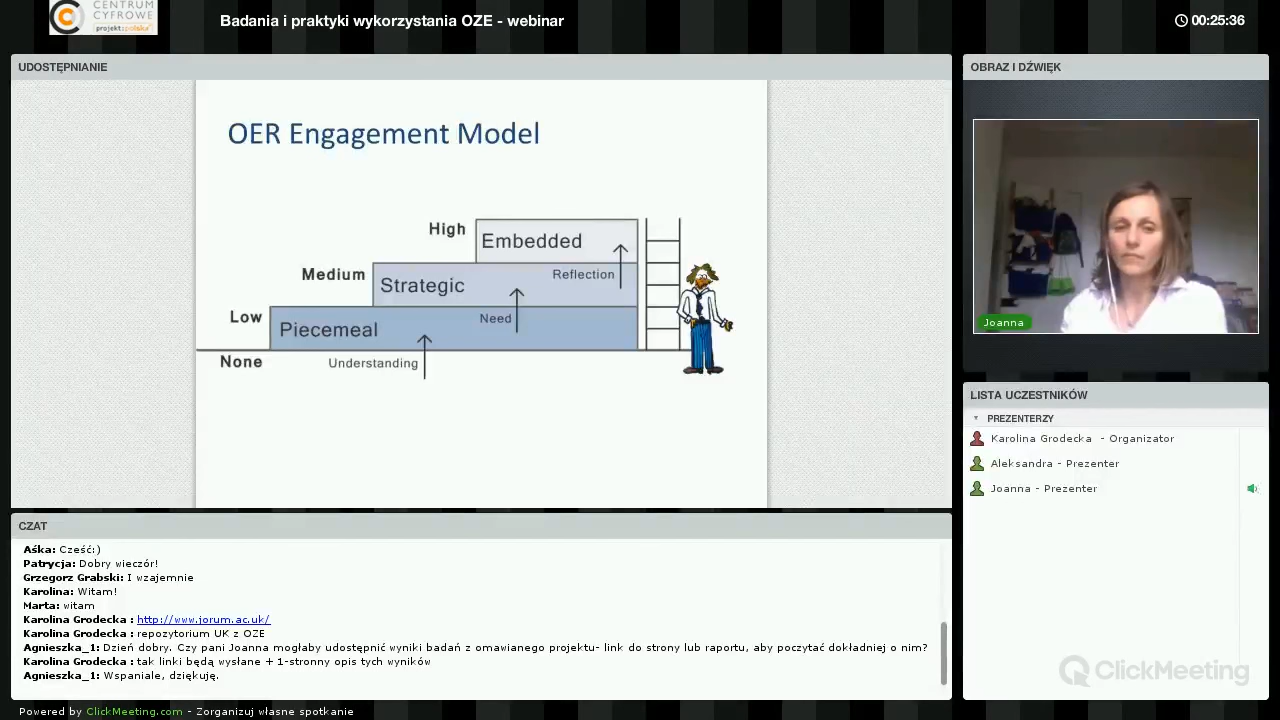 CENTRUM
CYFROWE
projekt: polska
Badania i praktyki wykorzystania OZE - webinar
00:25:36
UDOSTĘPNIANIE
OER Engagement Model
High
Embedded
Medium
Reflection
Strategic
Low
Need
Piecemeal
None
Understanding
OBRAZ I DŹWIĘK
Joanna
LISTA UCZESTNIKÓW
PREZENTERZY
Karolina Grodecka - Organizator
Aleksandra - Prezenter
Joanna - Prezenter
CZAT
Aśka: Cześć:)
Patrycja: Dobry wieczór!
Grzegorz Grabski: I wzajemnie
Karolina: Witam!
Marta: witam
Karolina Grodecka : http://www.jorum.ac.uk/
Karolina Grodecka : repozytorium UK z OZE
Agnieszka_1: Dzień dobry. Czy pani Joanna mogłaby udostępnić wyniki badań z omawianego projektu- link do strony lub raportu, aby poczytać dokładniej o nim?
Karolina Grodecka : tak linki będą wysłane + 1-stronny opis tych wyników
Agnieszka_1: Wspaniale, dziękuję.
ClickMeeting
Powered by ClickMeeting.com - Zorganizuj własne spotkanie